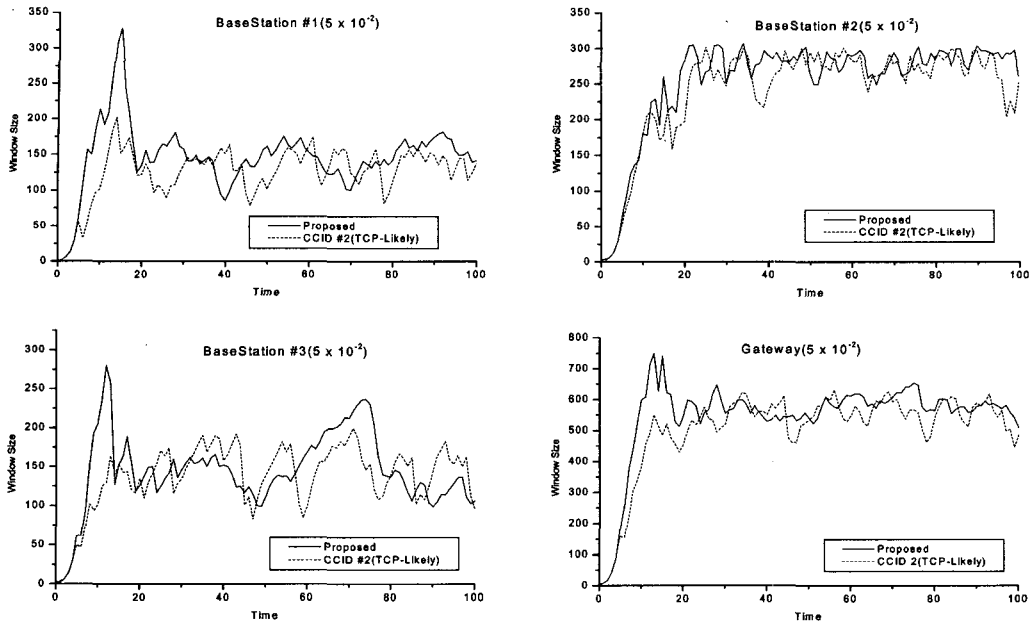 BaseStation #1(5 x 10⁻²)
350
300
250
200
150
100
50
0
Window Size
0 20 40 60 80 100
Time
Proposed
CCID #2(TCP-Likely)
BaseStation #2(5 x 10⁻²)
350
300
250
200
150
100
50
0
Window Size
0 20 40 60 80 100
Time
Proposed
CCID #2(TCP-Likely)
BaseStation #3(5 x 10⁻²)
300
250
200
150
100
50
0
Window Size
0 20 40 60 80 100
Time
Proposed
CCID #2(TCP-Likely)
Gateway(5 x 10⁻²)
800
700
600
500
400
300
200
100
0
Window Size
0 20 40 60 80 100
Time
Proposed
CCID 2(TCP-Likely)